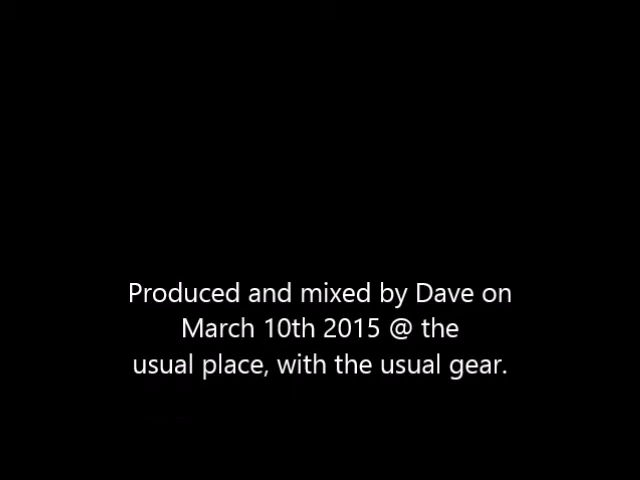 Produced and mixed by Dave on
March 10th 2015 @ the
usual place, with the usual gear.